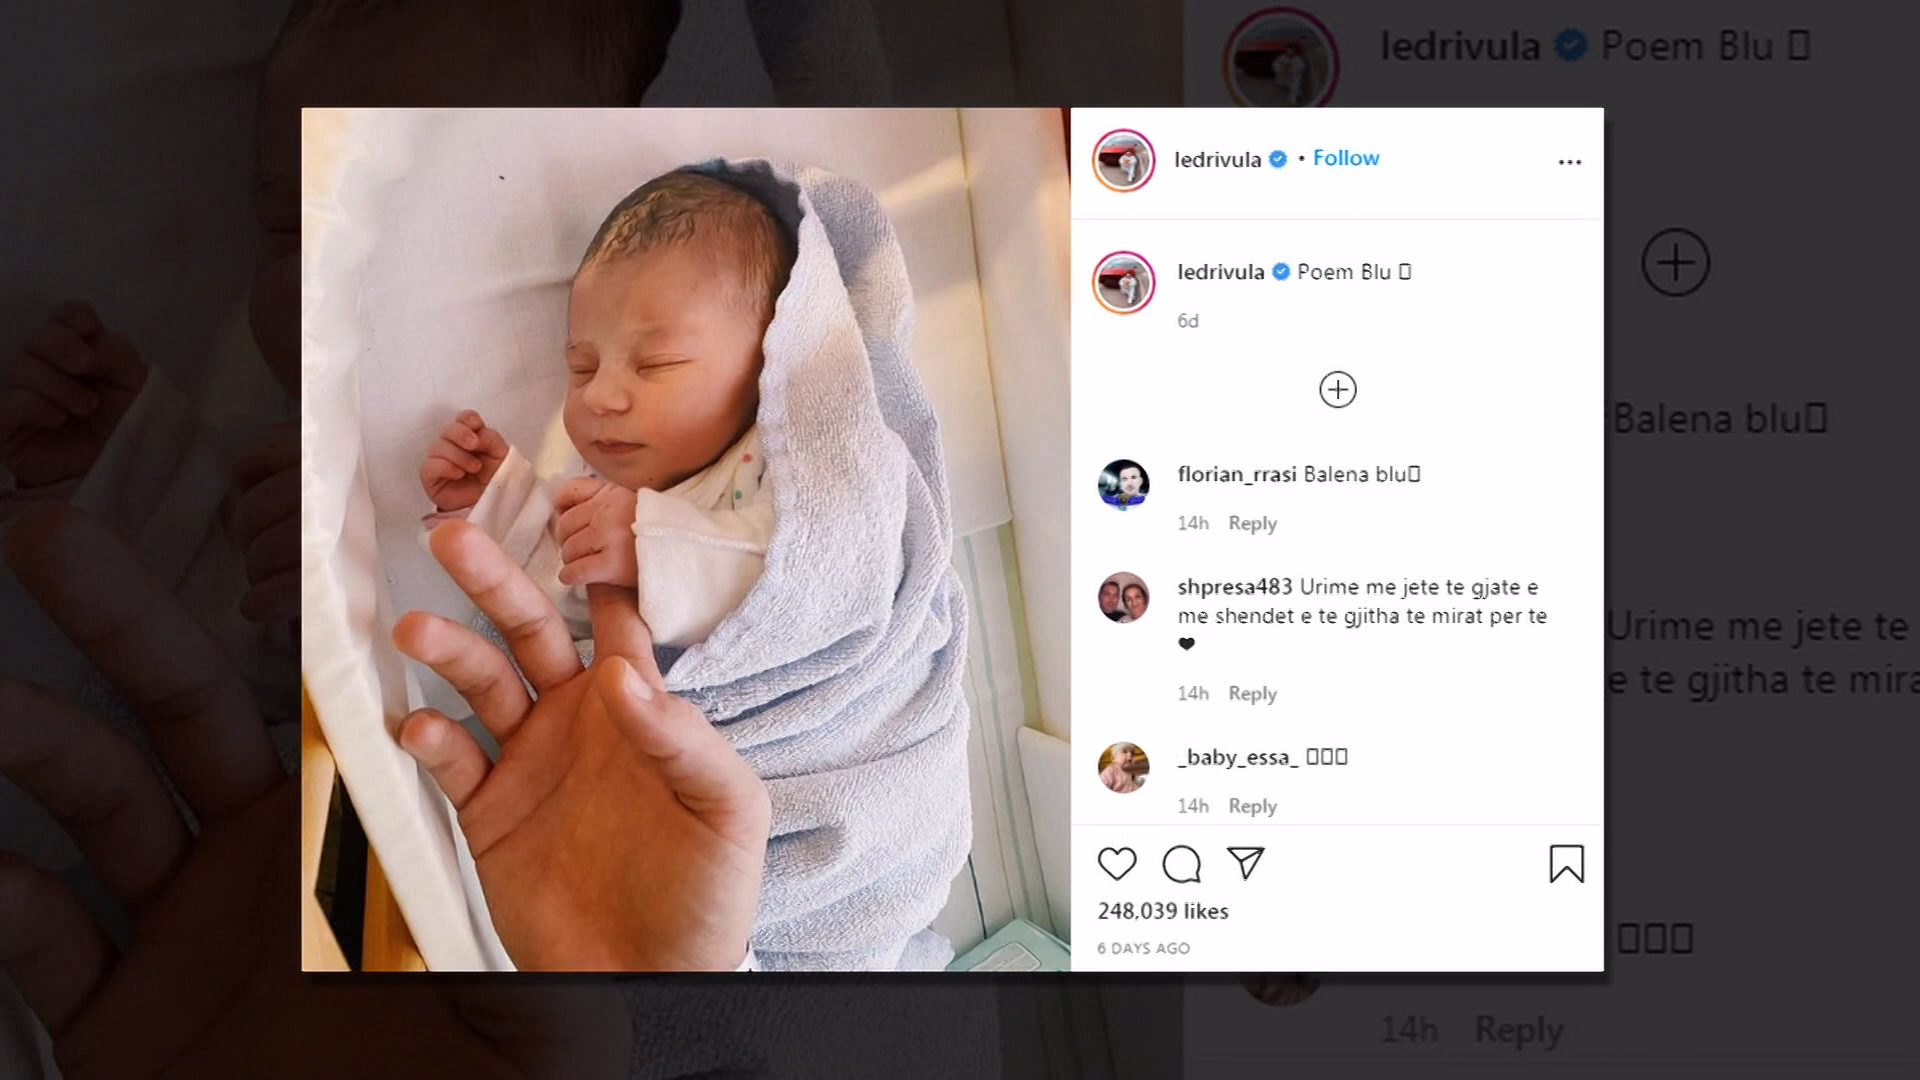 ledrivula • Follow
ledrivula Poem Blu
6d
florian_rrasi Balena blu
14h Reply
shpresa483 Urime me jete te gjate e
me shendet e te gjitha te mirat per te
14h Reply
_baby_essa_
14h Reply
248,039 likes
6 DAYS AGO
ledrivula Poem Blu
Balena blu
Urime me jete te
e te gjitha te mira
14h Reply